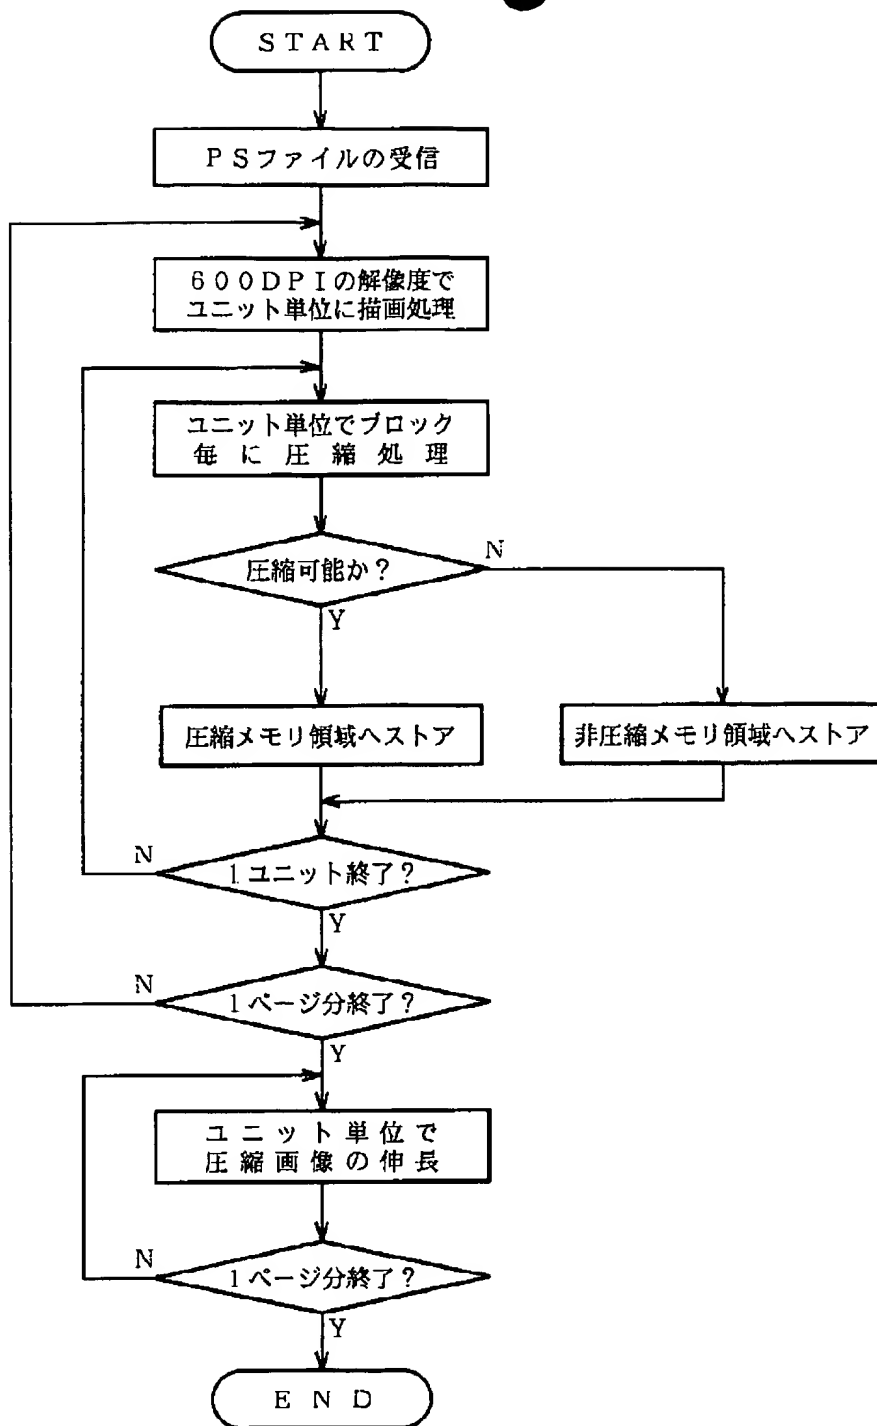 START
PSファイルの受信
600DPIの解像度で
ユニット単位に描画処理
ユニット単位でブロック
毎に圧縮処理
圧縮可能か?
N
Y
圧縮メモリ領域へストア
非圧縮メモリ領域へストア
N
1ユニット終了?
Y
N
1ページ分終了?
Y
ユニット単位で
圧縮画像の伸長
N
1ページ分終了?
Y
END